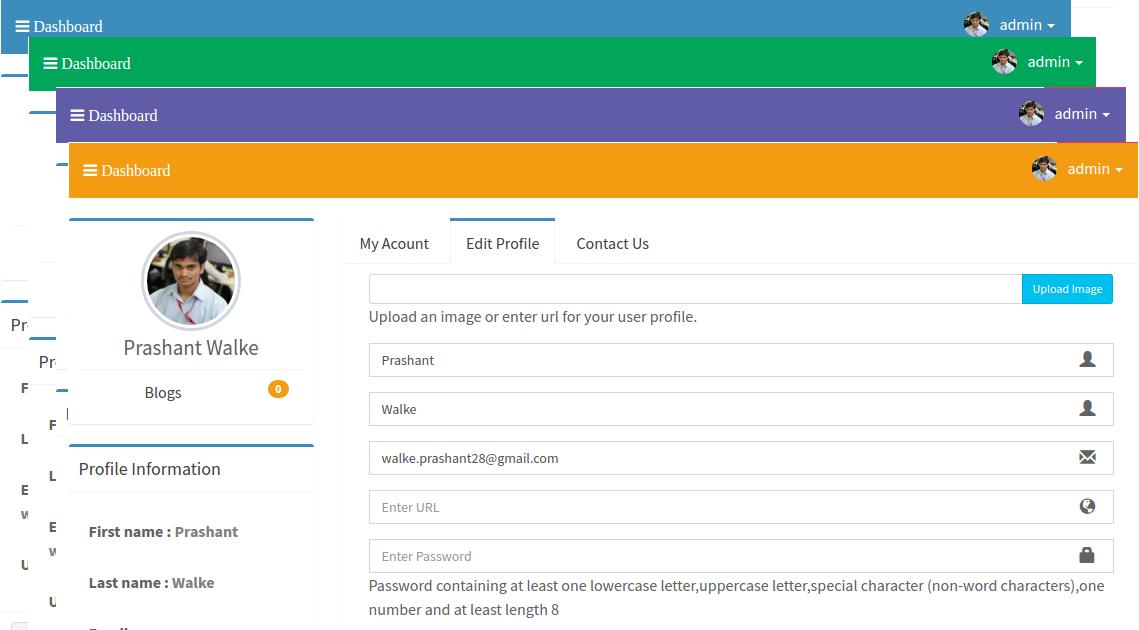 Dashboard
admin
Dashboard
admin
Dashboard
admin
Dashboard
admin
My Acount
Edit Profile
Contact Us
Upload Image
Upload an image or enter url for your user profile.
Prashant Walke
Blogs
0
Prashant
Walke
walke.prashant28@gmail.com
Enter URL
Enter Password
Password containing at least one lowercase letter,uppercase letter,special character (non-word characters),one
number and at least length 8
Profile Information
First name : Prashant
Last name : Walke